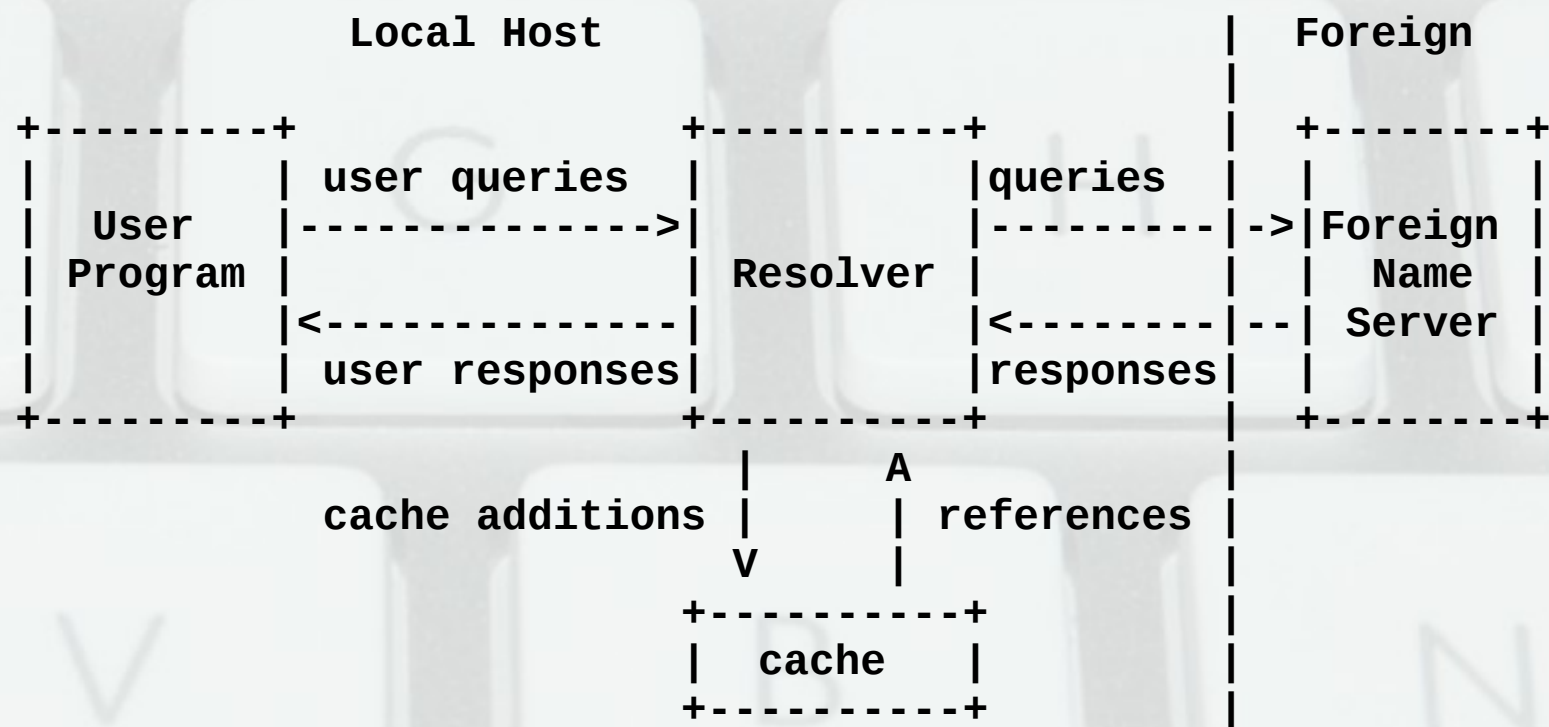 Local Host                        |  Foreign
                                                            |
+---------+                         +----------+            |  +--------+
|         | user queries            |          |queries     |  |        |
|  User   |-------------->|         |---------|->|Foreign |
| Program |               | Resolver |         |  |  Name  |
|         |<--------------|          |<--------|--| Server |
|         | user responses|          |responses|  |        |
+---------+               +----------+         |  +--------+
                            |     A            |
            cache additions |     | references |
                            V     |            |
                          +----------+         |
                          |  cache   |         |
                          +----------+         |